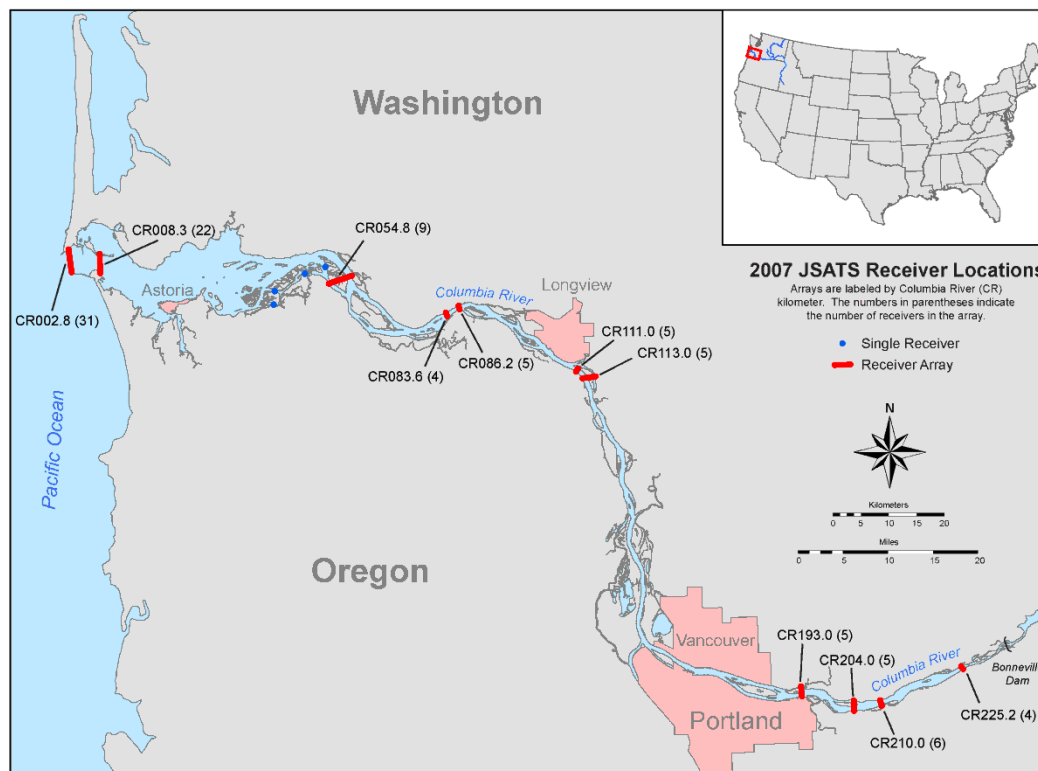 Washington
CR008.3 (22)
CR054.8 (9)
Astoria
CR002.8 (31)
Columbia River
Longview
CR083.6 (4)
CR086.2 (5)
CR111.0 (5)
CR113.0 (5)
Pacific Ocean
Oregon
2007 JSATS Receiver Locations
Arrays are labeled by Columbia River (CR)
kilometer. The numbers in parentheses indicate
the number of receivers in the array.
Single Receiver
Receiver Array
N
Kilometers
20 10 5 0 10 20
Miles
20 10 5 0 10 20
Vancouver
Portland
CR193.0 (5)
CR204.0 (5)
Columbia River
Bonnevill
Dam
CR225.2 (4)
CR210.0 (6)